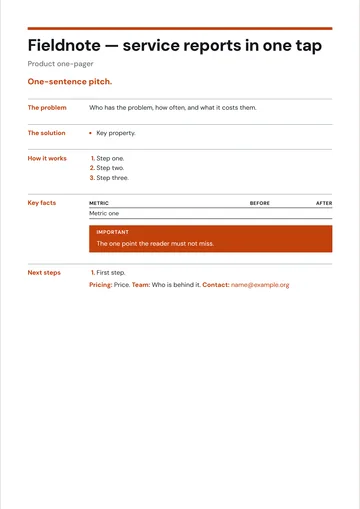 Fieldnote — service reports in one tap
Product one-pager
One-sentence pitch.
The problem
Who has the problem, how often, and what it costs them.
The solution
• Key property.
How it works
1. Step one.
2. Step two.
3. Step three.
Key facts
METRIC BEFORE AFTER
Metric one
IMPORTANT
The one point the reader must not miss.
Next steps
1. First step.
Pricing: Price. Team: Who is behind it. Contact: name@example.org